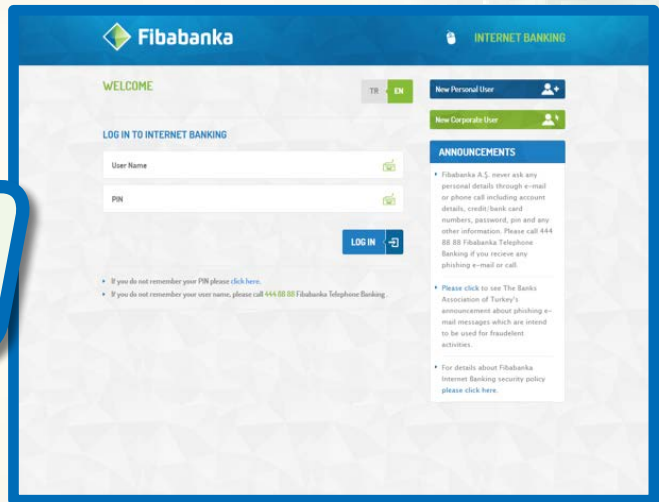 Fibabanka
INTERNET BANKING
WELCOME
TR
EN
LOG IN TO INTERNET BANKING
User Name
PIN
LOG IN
If you do not remember your PIN please click here.
If you do not remember your user name, please call 444 88 88 Fibabanka Telephone Banking.
New Personal User
New Corporate User
ANNOUNCEMENTS
Fibabanka A.Ş. never ask any
personal details through e-mail
or phone call including account
details, credit/bank card
numbers, password, pin and any
other information. Please call 444
88 88 Fibabanka Telephone
Banking if you recieve any
phishing e-mail or call.
Please click to see The Banks
Association of Turkey's
announcement about phishing e-
mail messages which are intend
to be used for fraudelent
activities.
For details about Fibabanka
Internet Banking security policy
please click here.